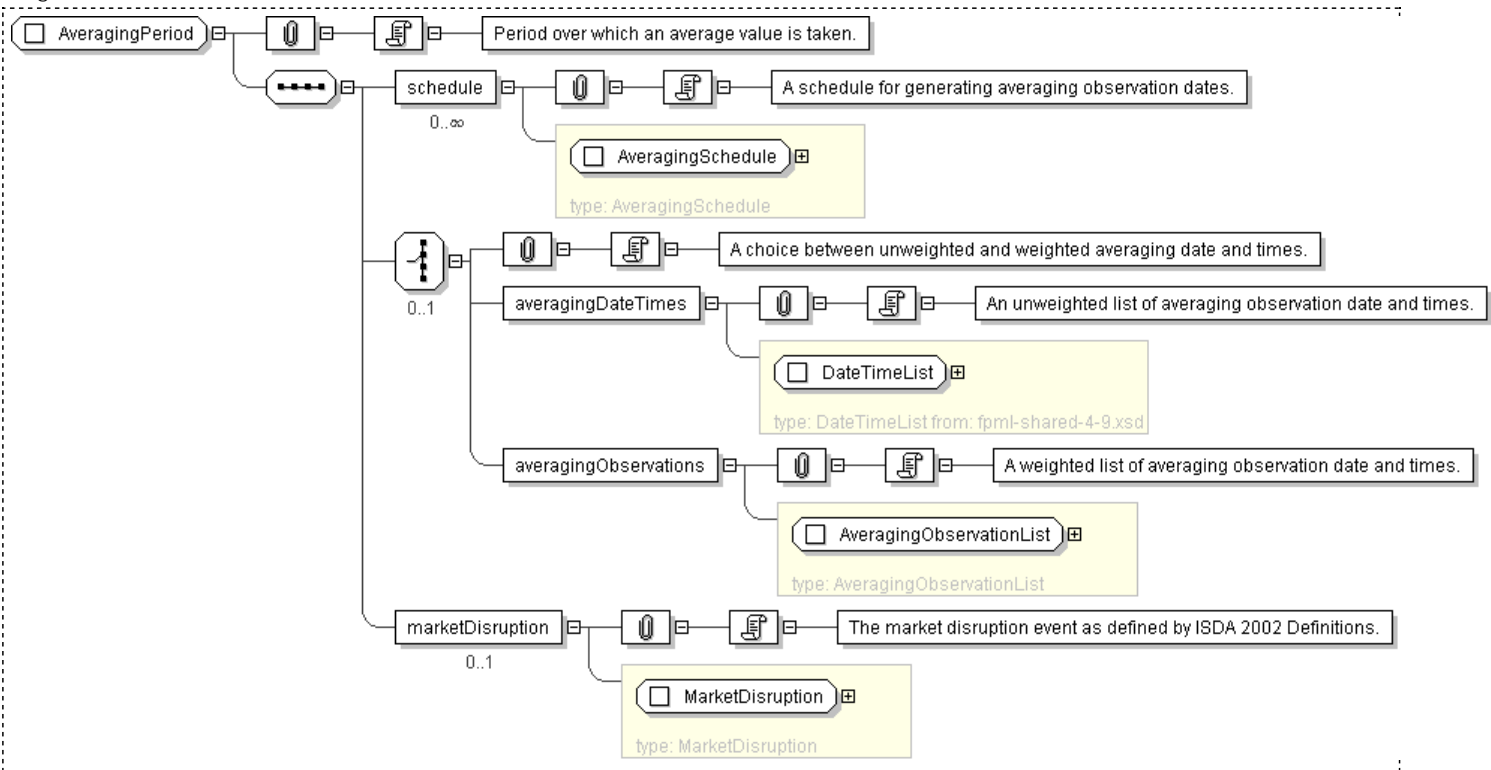 AveragingPeriod
Period over which an average value is taken.
schedule
A schedule for generating averaging observation dates.
0..∞
AveragingSchedule
type: AveragingSchedule
A choice between unweighted and weighted averaging date and times.
0..1
averagingDateTimes
An unweighted list of averaging observation date and times.
DateTimeList
type: DateTimeList from: fpml-shared-4-9.xsd
averagingObservations
A weighted list of averaging observation date and times.
AveragingObservationList
type: AveragingObservationList
marketDisruption
The market disruption event as defined by ISDA 2002 Definitions.
0..1
MarketDisruption
type: MarketDisruption